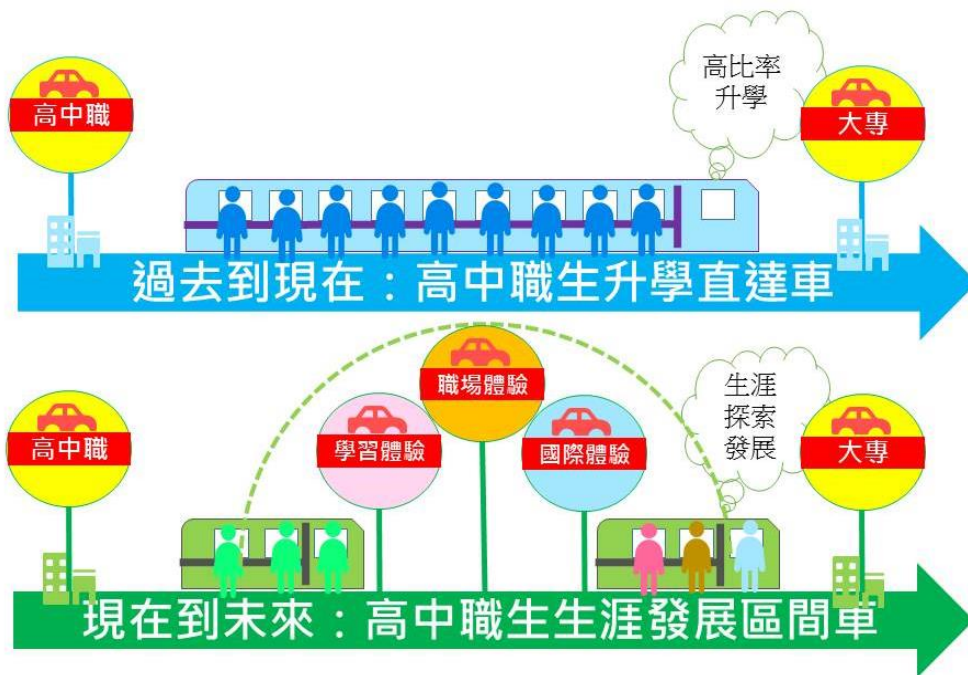 高比率
升學
高中職
大專
過去到現在：高中職生升學直達車
職場體驗
生涯
探索
發展
高中職
學習體驗
國際體驗
大專
現在到未來：高中職生生涯發展區間車